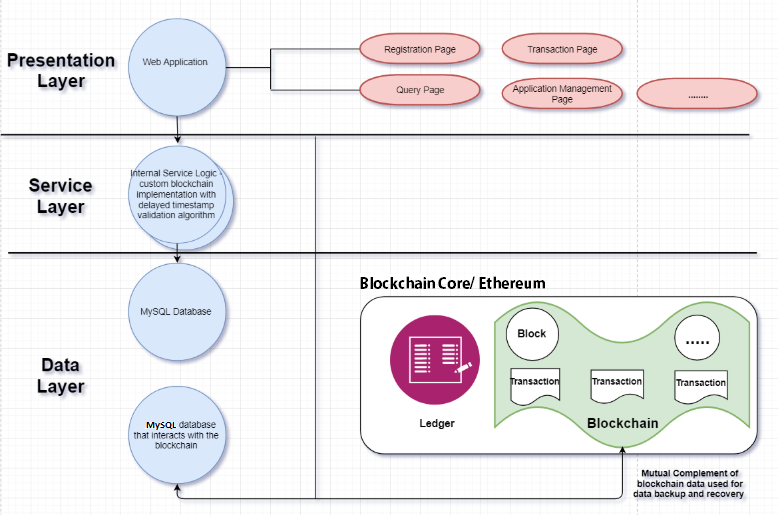 Presentation
Layer
Web Application
Registration Page
Transaction Page
Query Page
Application Management
Page
........
Service
Layer
Internal Service Logic -
custom blockchain
implementation with
delayed timestamp
validation algorithm
Data
Layer
MySQL Database
MySQL database
that interacts with the
blockchain
Blockchain Core/ Ethereum
Ledger
Block
.....
Transaction
Transaction
Transaction
Blockchain
Mutual Complement of
blockchain data used for
data backup and recovery